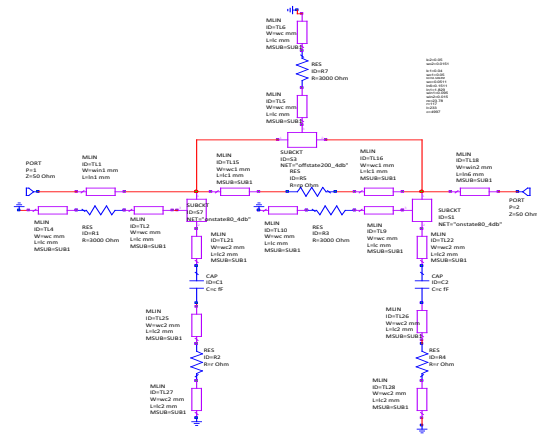 MLIN
ID=TL6
W=wc mm
L=lc mm
MSUB=SUB1
RES
ID=R7
R=3000 Ohm
MLIN
ID=TL5
W=wc mm
L=lc mm
MSUB=SUB1
SUBCKT
ID=S3
NET="offstate200_4db"
PORT
P=1
Z=50 Ohm
MLIN
ID=TL1
W=win1 mm
L=ln1 mm
MLIN
ID=TL15
W=wc1 mm
L=lc1 mm
MSUB=SUB1
RES
ID=R5
MLIN
ID=TL16
W=wc1 mm
L=lc1 mm
MSUB=SUB1
MLIN
ID=TL18
W=win2 mm
L=ln6 mm
MSUB=SUB1
PORT
P=2
Z=50 Ohm
MLIN
ID=TL4
W=wc mm
L=lc mm
MSUB=SUB1
RES
ID=R1
R=3000 Ohm
MLIN
ID=TL2
W=wc mm
L=lc mm
MSUB=SUB1
SUBCKT
ID=S7
NET="onstate80_4db"
MLIN
ID=TL10
W=wc mm
L=lc mm
MSUB=SUB1
RES
ID=R3
R=3000 Ohm
MLIN
ID=TL9
W=wc mm
L=lc mm
MSUB=SUB1
SUBCKT
ID=S1
NET="onstate80_4db"
MLIN
ID=TL21
W=wc2 mm
L=lc2 mm
MSUB=SUB1
MLIN
ID=TL22
W=wc2 mm
L=lc2 mm
MSUB=SUB1
CAP
ID=C1
C=c fF
CAP
ID=C2
C=c fF
MLIN
ID=TL25
W=wc2 mm
L=lc2 mm
MSUB=SUB1
MLIN
ID=TL26
W=wc2 mm
L=lc2 mm
MSUB=SUB1
RES
ID=R2
R=r Ohm
RES
ID=R4
R=r Ohm
MLIN
ID=TL27
W=wc2 mm
L=lc2 mm
MSUB=SUB1
MLIN
ID=TL28
W=wc2 mm
L=lc2 mm
MSUB=SUB1